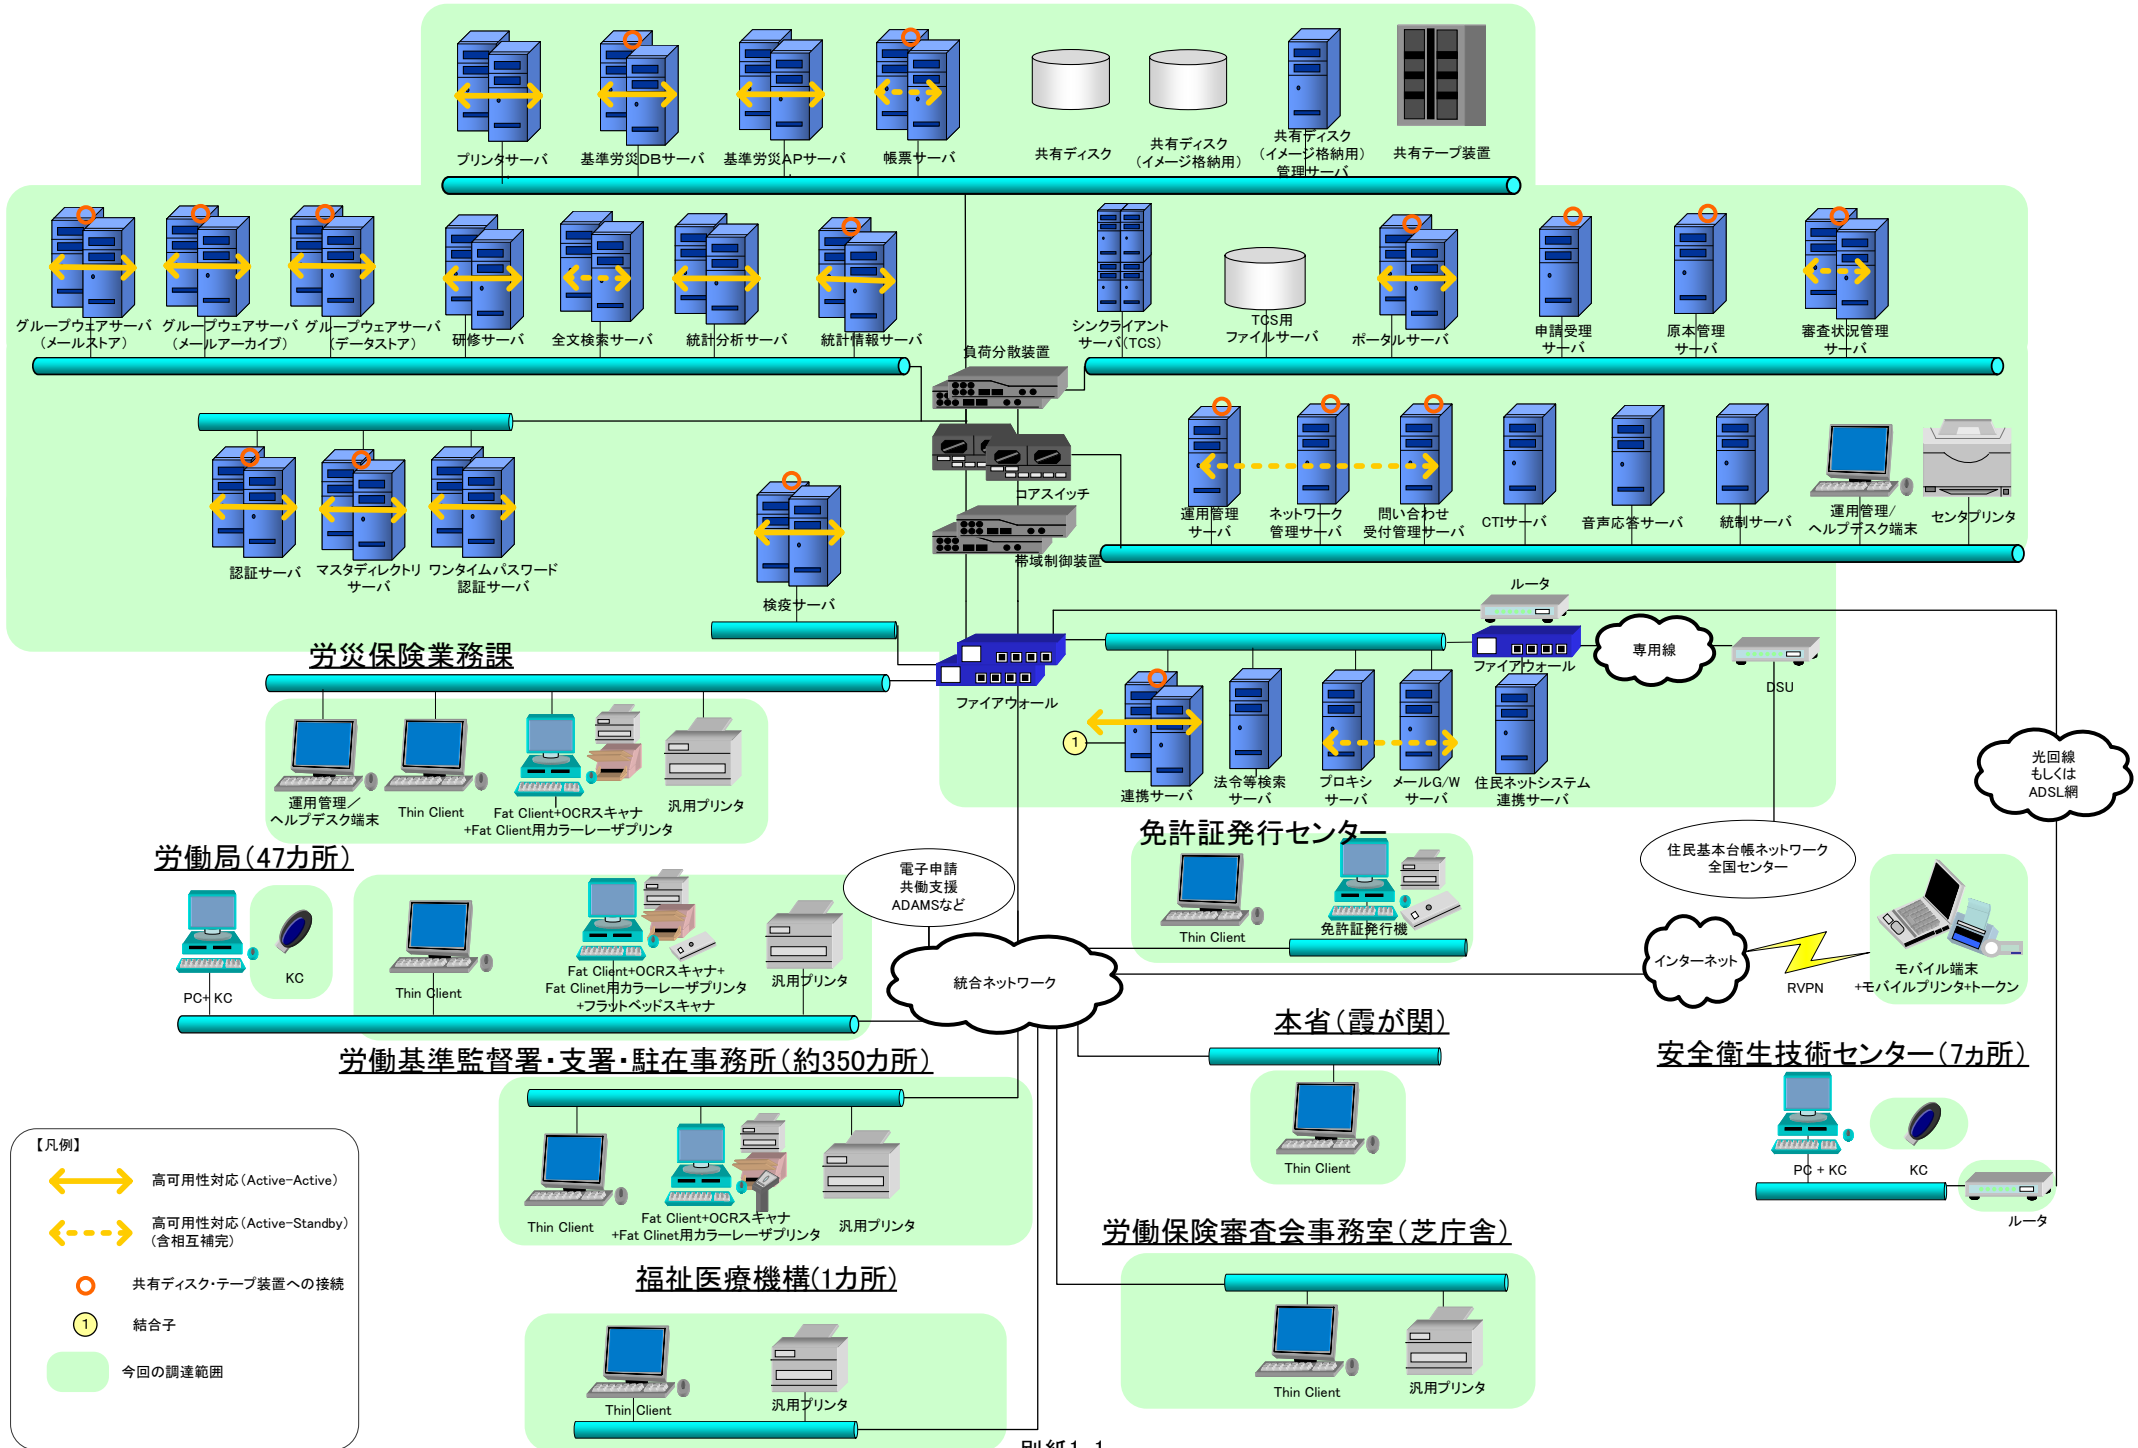 プリンタサーバ
基準労災DBサーバ
基準労災APサーバ
帳票サーバ
共有ディスク
共有ディスク
(イメージ格納用)
共有ディスク
(イメージ格納用)
管理サーバ
共有テープ装置
グループウェアサーバ
(メールストア)
グループウェアサーバ
(メールアーカイブ)
グループウェアサーバ
(データストア)
研修サーバ
全文検索サーバ
統計分析サーバ
統計情報サーバ
シンクライアント
サーバ(TCS)
TCS用
ファイルサーバ
ポータルサーバ
申請受理
サーバ
原本管理
サーバ
審査状況管理
サーバ
負荷分散装置
コアスイッチ
帯域制御装置
認証サーバ
マスタディレクトリ
サーバ
ワンタイムパスワード
認証サーバ
検疫サーバ
運用管理
サーバ
ネットワーク
管理サーバ
問い合わせ
受付管理サーバ
CTIサーバ
音声応答サーバ
統制サーバ
運用管理/
ヘルプデスク端末
センタプリンタ
ルータ
ファイアウォール
専用線
DSU
ファイアウォール
1
連携サーバ
法令等検索
サーバ
プロキシ
サーバ
メールG/W
サーバ
住民ネットシステム
連携サーバ
光回線
もしくは
ADSL網
住民基本台帳ネットワーク
全国センター
労災保険業務課
運用管理/
ヘルプデスク端末
Thin Client
Fat Client+OCRスキャナ
+Fat Client用カラーレーザプリンタ
汎用プリンタ
労働局(47カ所)
PC+ KC
KC
Thin Client
Fat Client+OCRスキャナ+
Fat Clinet用カラーレーザプリンタ
+フラットベッドスキャナ
汎用プリンタ
電子申請
共働支援
ADAMSなど
統合ネットワーク
免許証発行センター
Thin Client
免許証発行機
インターネット
RVPN
モバイル端末
+モバイルプリンタ+トークン
労働基準監督署・支署・駐在事務所(約350カ所)
Thin Client
Fat Client+OCRスキャナ
+Fat Clinet用カラーレーザプリンタ
汎用プリンタ
本省(霞が関)
Thin Client
安全衛生技術センター(7ヵ所)
PC + KC
KC
ルータ
福祉医療機構(1カ所)
Thin Client
汎用プリンタ
労働保険審査会事務室(芝庁舎)
Thin Client
汎用プリンタ
【凡例】
高可用性対応(Active-Active)
高可用性対応(Active-Standby)
(含相互補完)
共有ディスク・テープ装置への接続
1
結合子
今回の調達範囲
別紙1-1